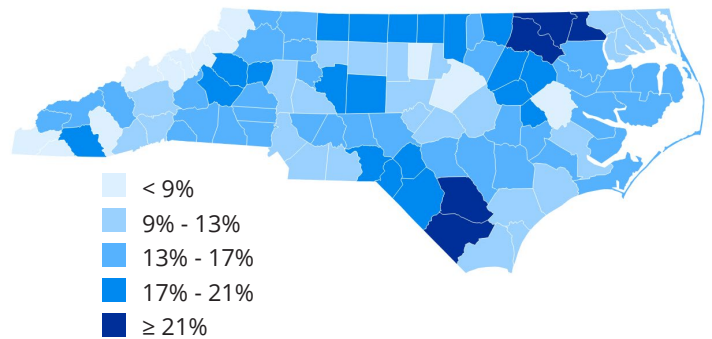 < 9%
9% - 13%
13% - 17%
17% - 21%
≥ 21%